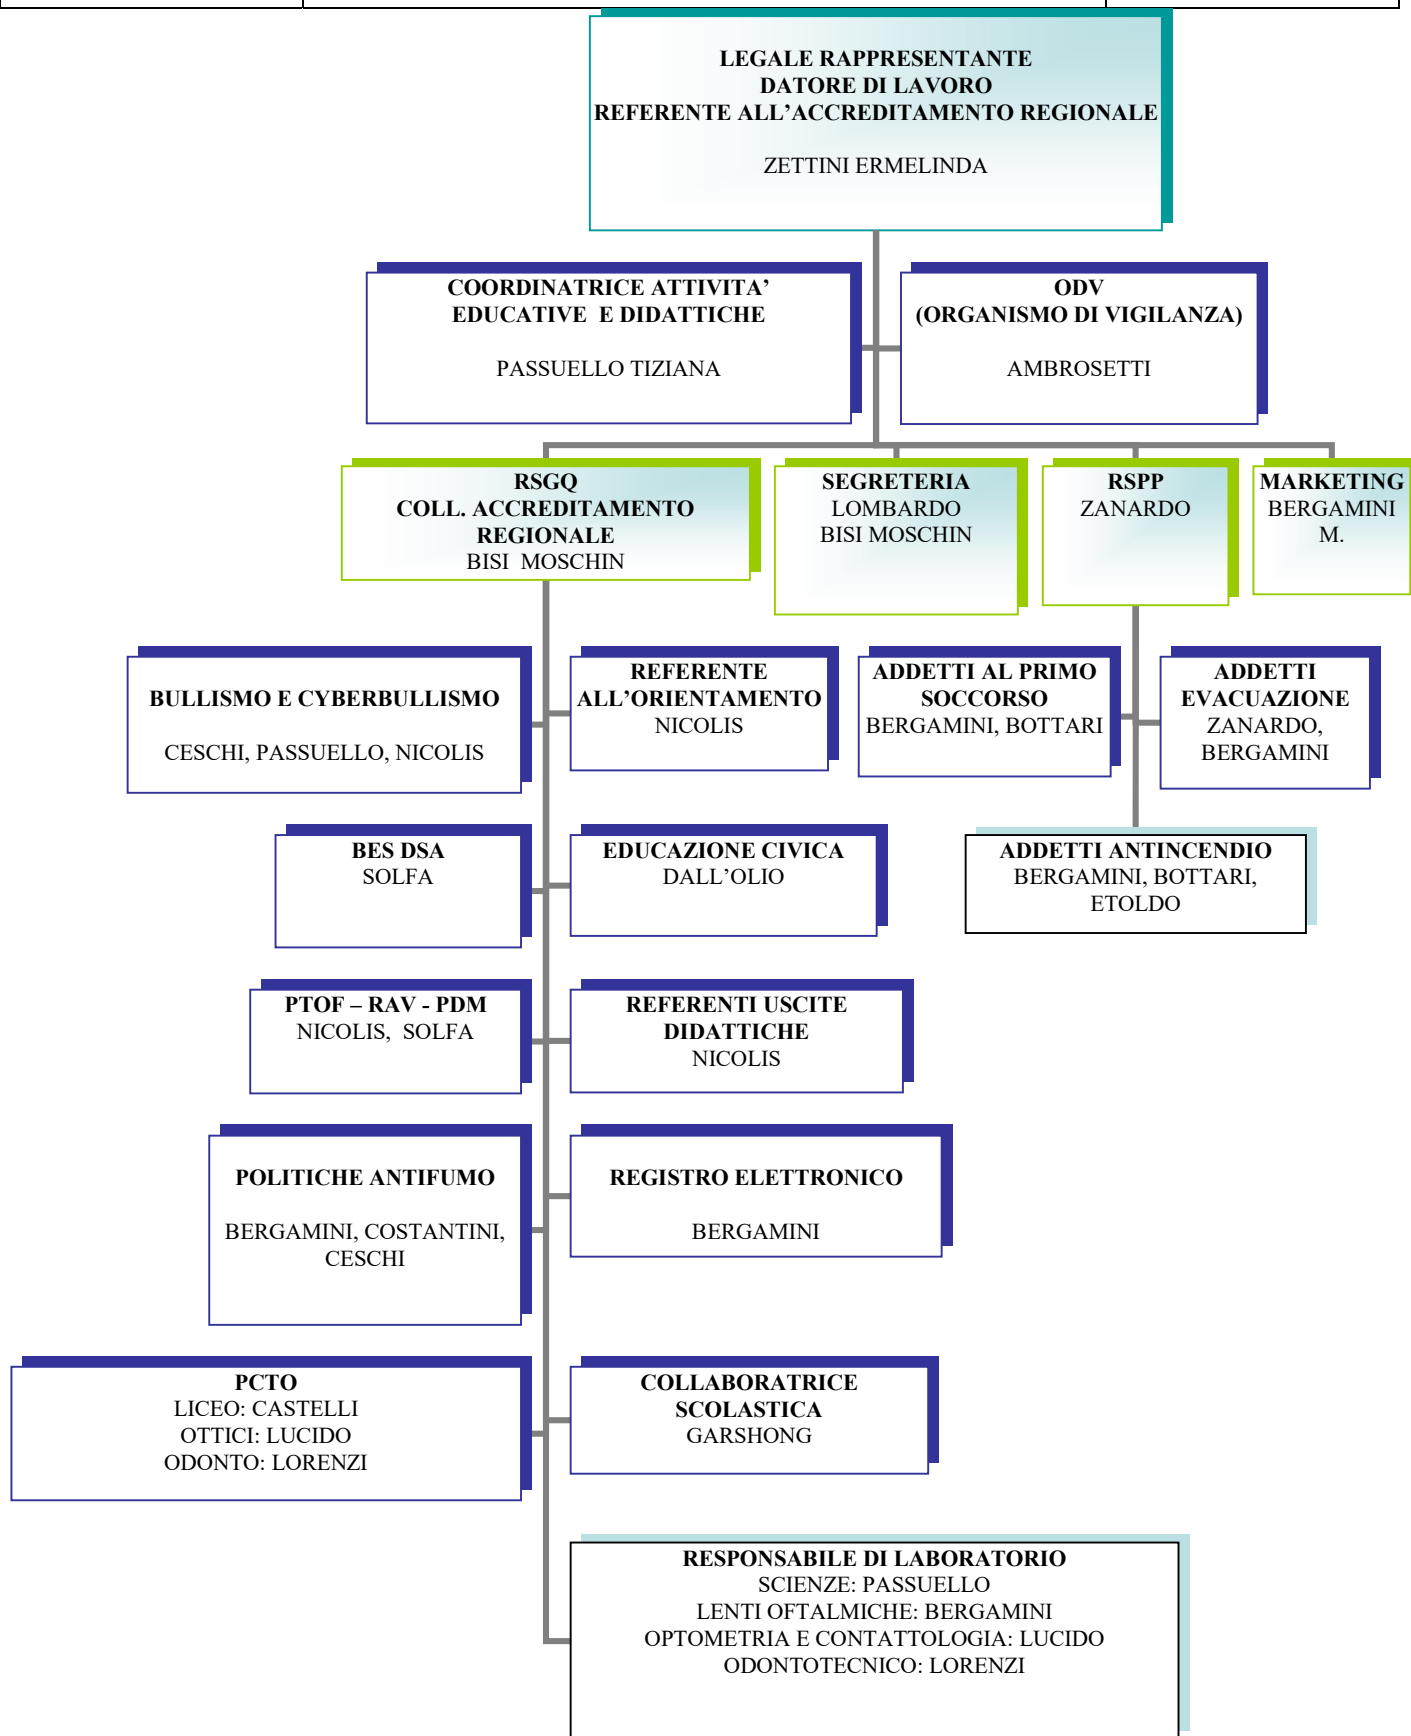 LEGALE RAPPRESENTANTE
DATORE DI LAVORO
REFERENTE ALL’ACCREDITAMENTO REGIONALE
ZETTINI ERMELINDA
COORDINATRICE ATTIVITA’
EDUCATIVE E DIDATTICHE
PASSUELLO TIZIANA
ODV
(ORGANISMO DI VIGILANZA)
AMBROSETTI
RSGQ
COLL. ACCREDITAMENTO
REGIONALE
BISI MOSCHIN
SEGRETERIA
LOMBARDO
BISI MOSCHIN
RSPP
ZANARDO
MARKETING
BERGAMINI
M.
BULLISMO E CYBERBULLISMO
CESCHI, PASSUELLO, NICOLIS
REFERENTE
ALL’ORIENTAMENTO
NICOLIS
ADDETTI AL PRIMO
SOCCORSO
BERGAMINI, BOTTARI
ADDETTI
EVACUAZIONE
ZANARDO,
BERGAMINI
BES DSA
SOLFA
EDUCAZIONE CIVICA
DALL’OLIO
ADDETTI ANTINCENDIO
BERGAMINI, BOTTARI,
ETOLDO
PTOF – RAV - PDM
NICOLIS, SOLFA
REFERENTI USCITE
DIDATTICHE
NICOLIS
POLITICHE ANTIFUMO
BERGAMINI, COSTANTINI,
CESCHI
REGISTRO ELETTRONICO
BERGAMINI
PCTO
LICEO: CASTELLI
OTTICI: LUCIDO
ODONTO: LORENZI
COLLABORATRICE
SCOLASTICA
GARSHONG
RESPONSABILE DI LABORATORIO
SCIENZE: PASSUELLO
LENTI OFTALMICHE: BERGAMINI
OPTOMETRIA E CONTATTOLOGIA: LUCIDO
ODONTOTECNICO: LORENZI